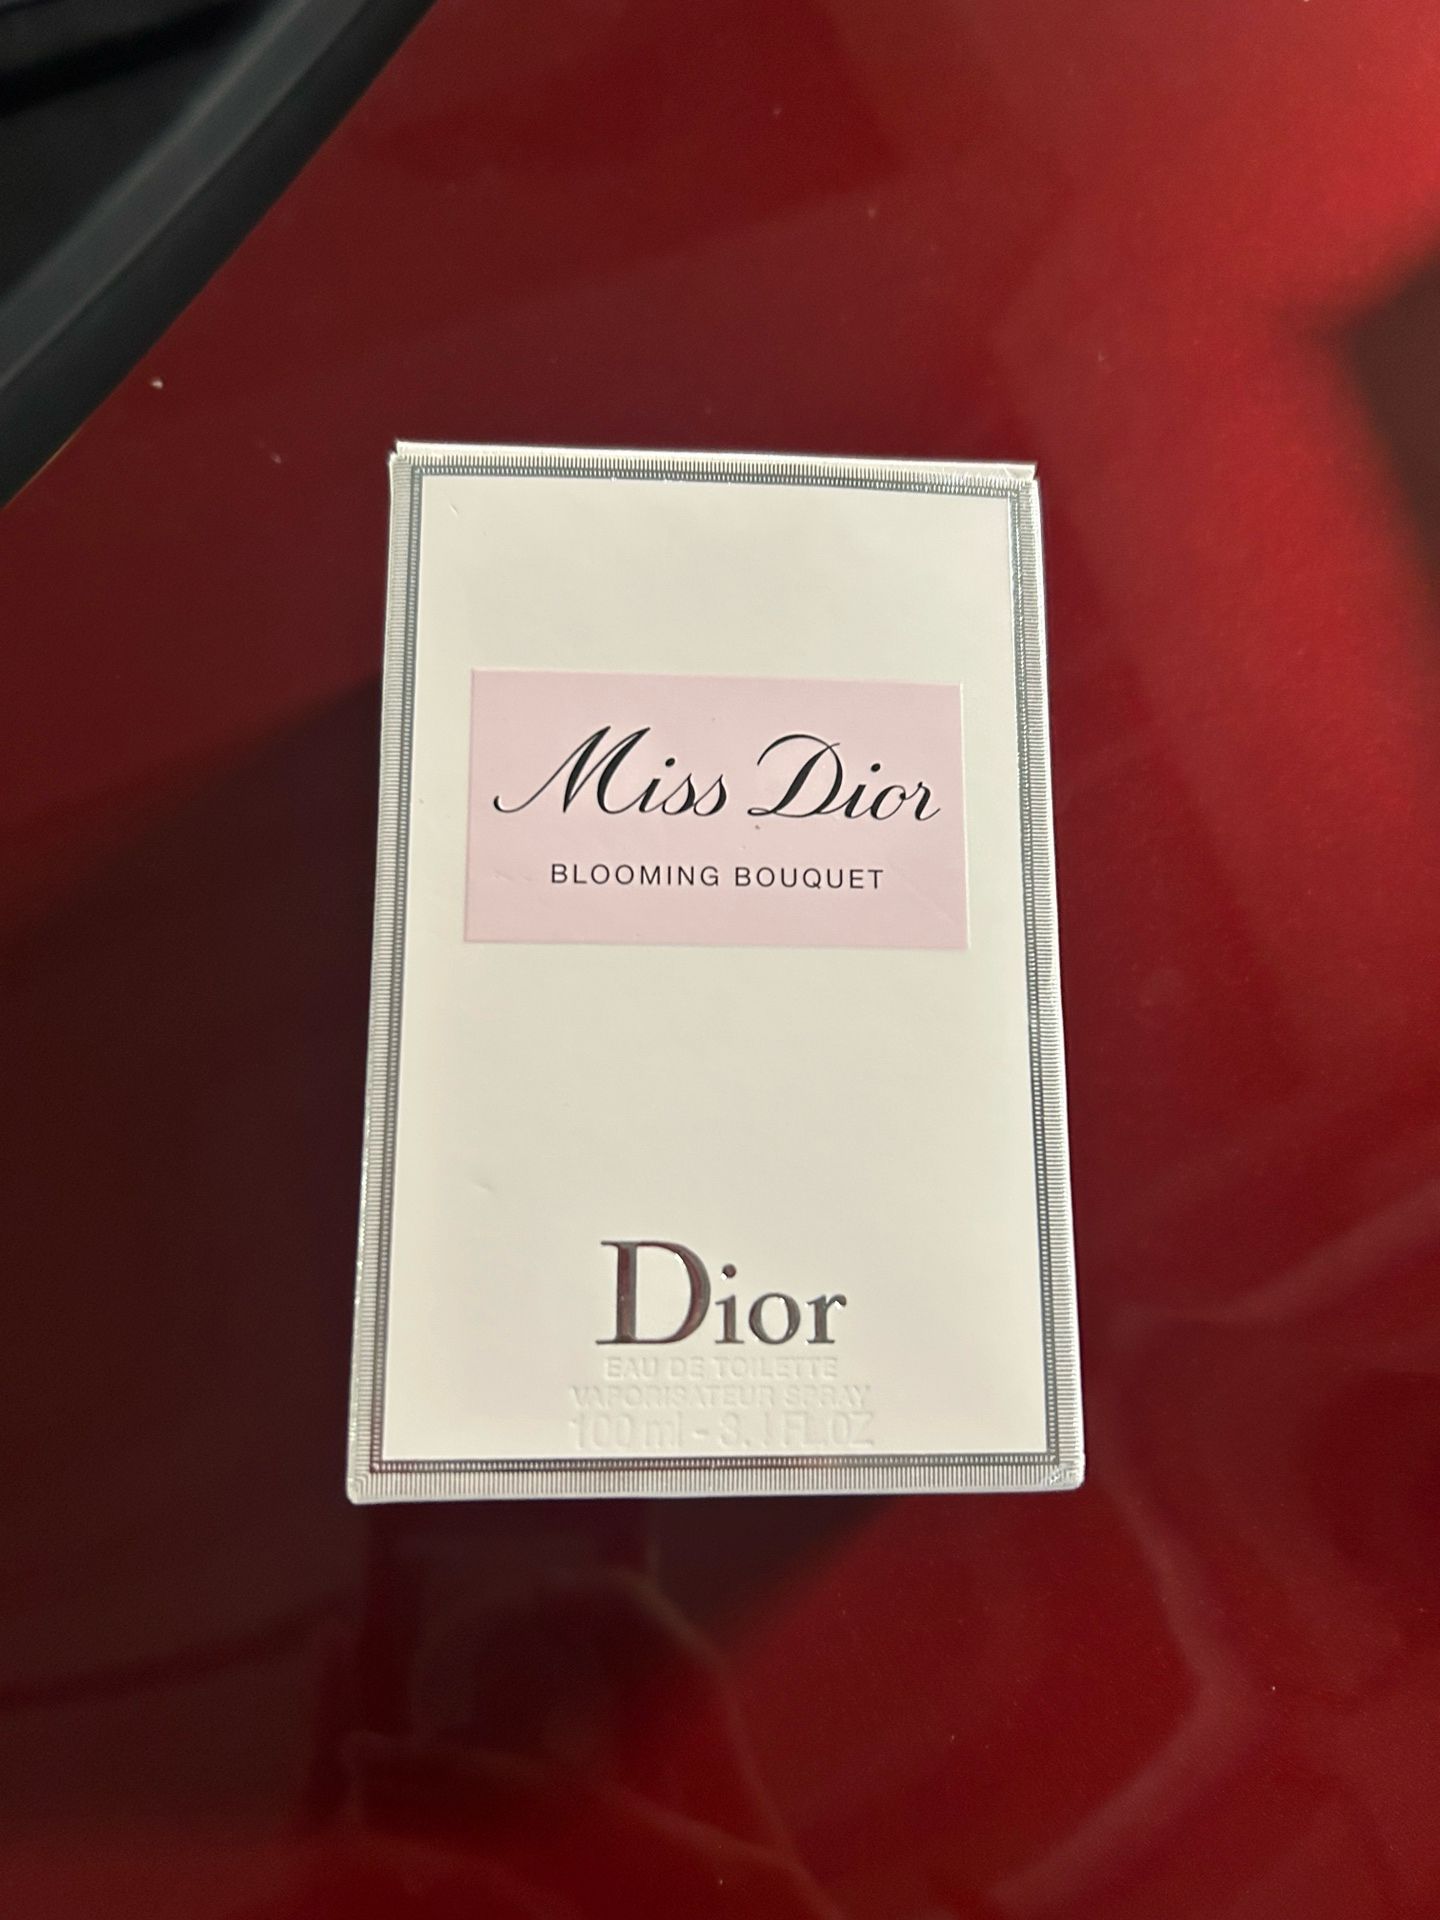 Miss Dior
BLOOMING BOUQUET
Dior
EAU DE TOILETTE
VAPORISATEUR SPRAY
100 ml - 3.4 FL.OZ